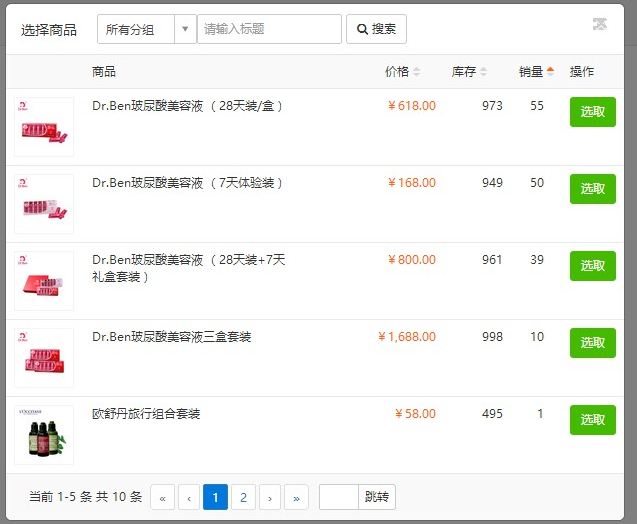 选择商品 所有分组 请输入标题 搜索
商品 价格 库存 销量 操作
Dr.Ben玻尿酸美容液（28天装/盒） ￥618.00 973 55 选取
Dr.Ben玻尿酸美容液（7天体验装） ￥168.00 949 50 选取
Dr.Ben玻尿酸美容液（28天装+7天 ￥800.00 961 39 选取
礼盒套装）
Dr.Ben玻尿酸美容液三盒套装 ￥1,688.00 998 10 选取
L'OCCITANE
欧舒丹旅行组合套装 ￥58.00 495 1 选取
当前 1-5 条 共 10 条 « ‹ 1 2 › » 跳转